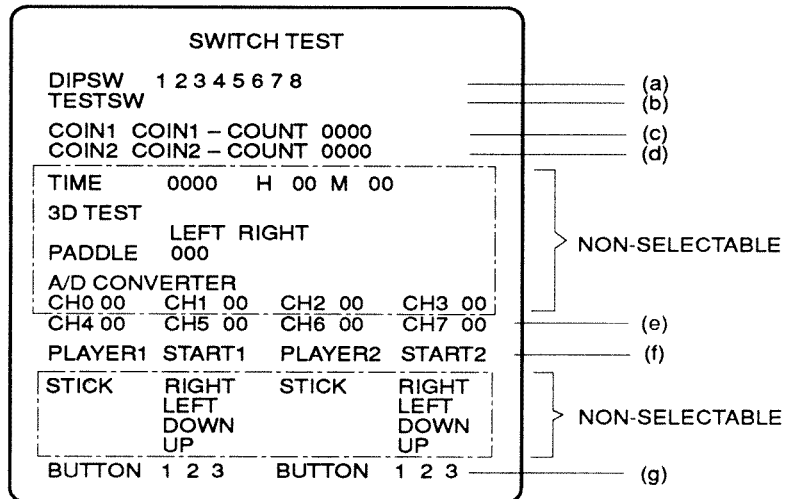 SWITCH TEST
DIPSW 1 2 3 4 5 6 7 8 (a)
TESTSW (b)
COIN1 COIN1 – COUNT 0000 (c)
COIN2 COIN2 – COUNT 0000 (d)
TIME 0000 H 00 M 00
3D TEST
LEFT RIGHT
NON-SELECTABLE
PADDLE 000
A/D CONVERTER
CH0 00 CH1 00 CH2 00 CH3 00
CH4 00 CH5 00 CH6 00 CH7 00 (e)
PLAYER1 START1 PLAYER2 START2 (f)
STICK RIGHT STICK RIGHT
LEFT LEFT
NON-SELECTABLE
DOWN DOWN
UP UP
BUTTON 1 2 3 BUTTON 1 2 3 (g)